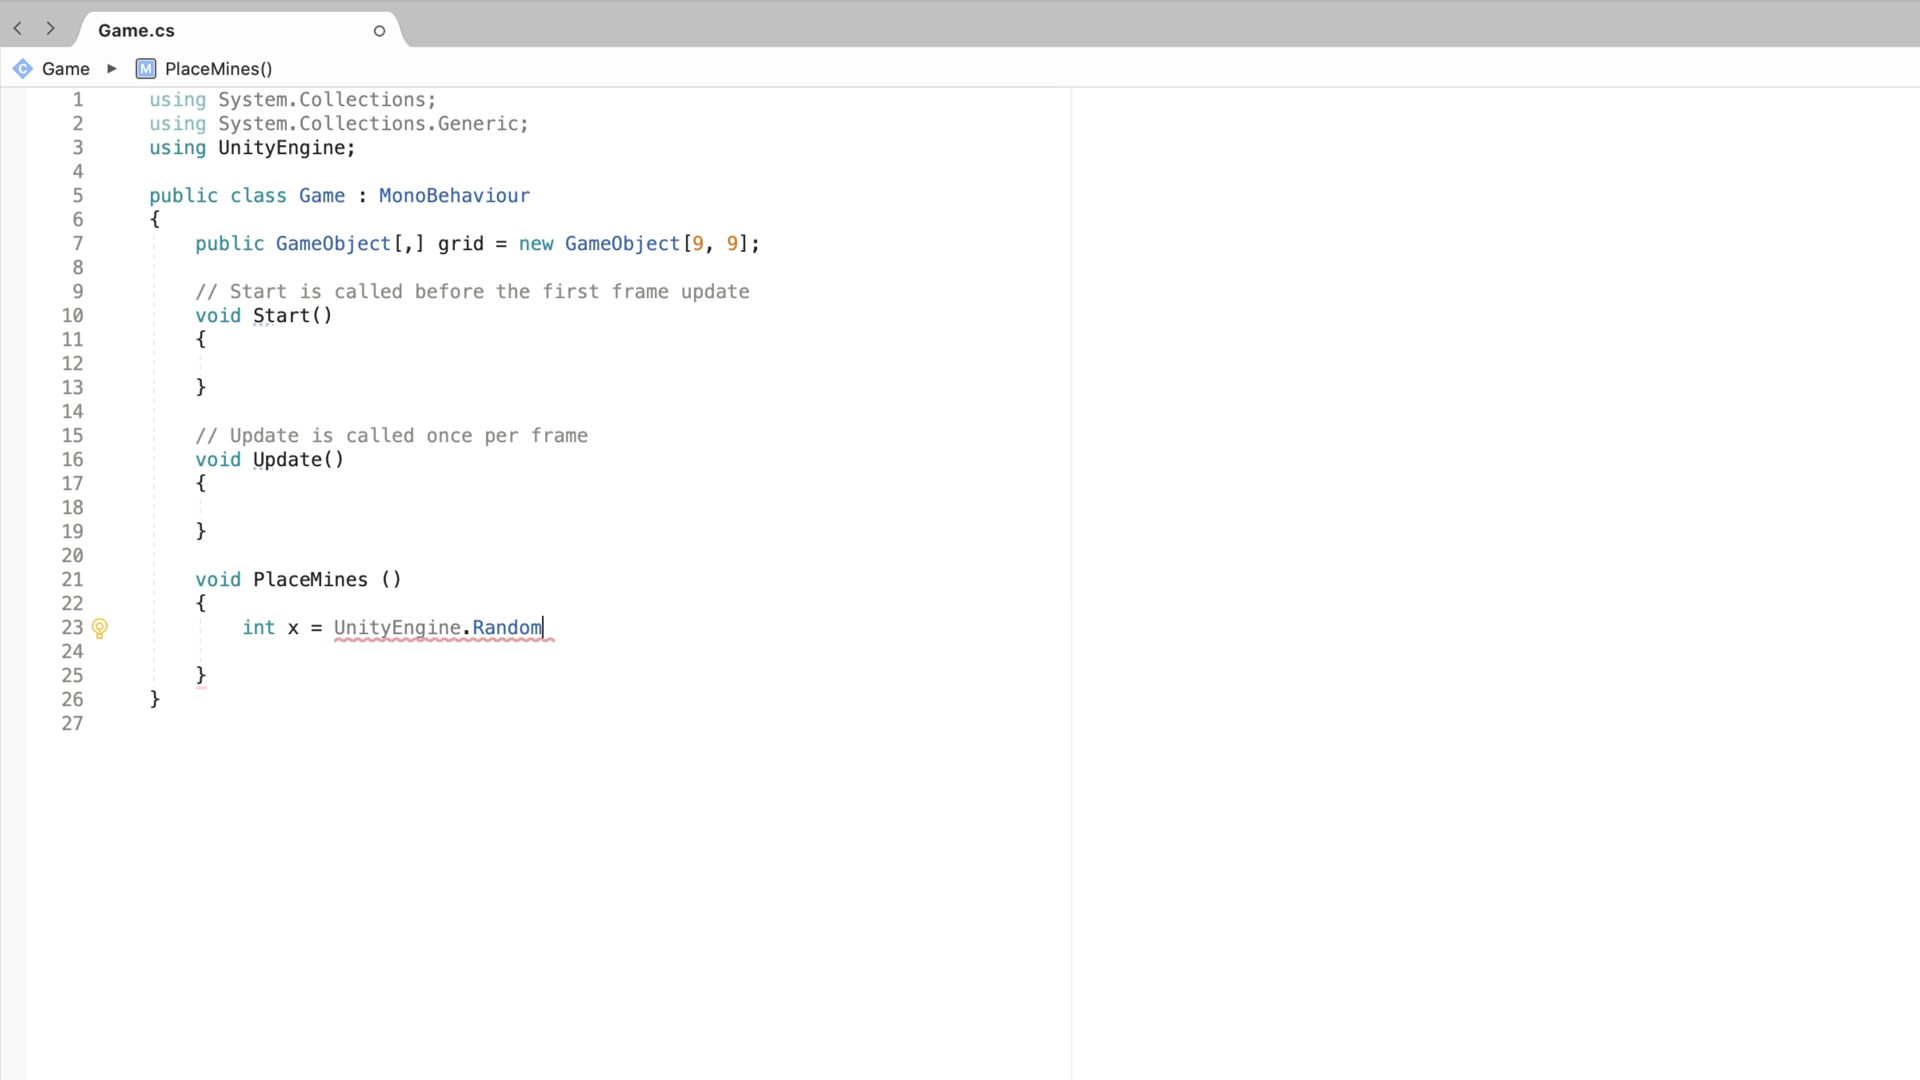 Game.cs
Game ▶ M PlaceMines()
1 using System.Collections;
2 using System.Collections.Generic;
3 using UnityEngine;
4
5 public class Game : MonoBehaviour
6 {
7 public GameObject[,] grid = new GameObject[9, 9];
8
9 // Start is called before the first frame update
10 void Start()
11 {
12
13 }
14
15 // Update is called once per frame
16 void Update()
17 {
18
19 }
20
21 void PlaceMines ()
22 {
23 int x = UnityEngine.Random
24
25 }
26 }
27